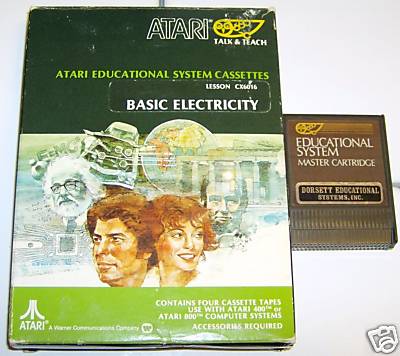 ATARI®
TALK & TEACH
ATARI EDUCATIONAL SYSTEM CASSETTES
LESSON CX6016
BASIC ELECTRICITY
CONTAINS FOUR CASSETTE TAPES
USE WITH ATARI 400™ or
ATARI 800™ COMPUTER SYSTEMS
ACCESSORIES REQUIRED
ATARI®
A Warner Communications Company
EDUCATIONAL
SYSTEM
MASTER CARTRIDGE
DORSETT EDUCATIONAL
SYSTEMS, INC.